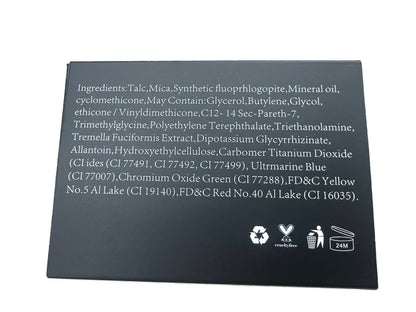 Ingredients:Talc,Mica,Synthetic fluoprhlogopite,Mineral oil,
cyclomethicone,May Contain:Glycerol,Butylene,Glycol,
ethicone / Vinyldimethicone,C12- 14 Sec-Pareth-7,
Trimethylglycine,Polyethylene Terephthalate,Triethanolamine,
Tremella Fuciformis Extract,Dipotassium Glycyrrhizinate,
Allantoin,Hydroxyethylcellulose,Carbomer Titanium Dioxide
(CI ides (CI 77491, CI 77492, CI 77499), Ultrmarine Blue
(CI 77007),Chromium Oxide Green (CI 77288),FD&C Yellow
No.5 Al Lake (CI 19140),FD&C Red No.40 Al Lake (CI 16035).
crueltyfree
24M